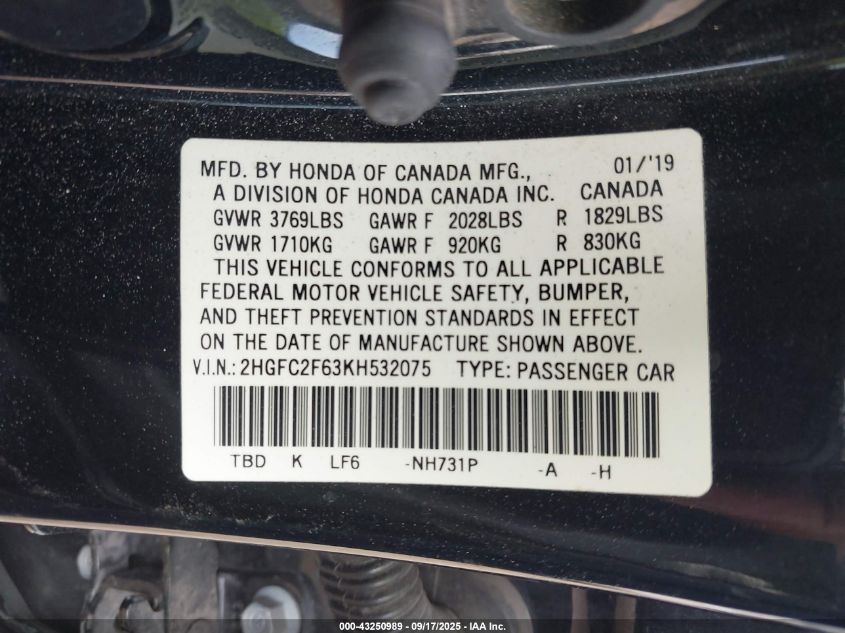 MFD. BY HONDA OF CANADA MFG., 01/'19
A DIVISION OF HONDA CANADA INC. CANADA
GVWR 3769LBS GAWR F 2028LBS R 1829LBS
GVWR 1710KG GAWR F 920KG R 830KG
THIS VEHICLE CONFORMS TO ALL APPLICABLE
FEDERAL MOTOR VEHICLE SAFETY, BUMPER,
AND THEFT PREVENTION STANDARDS IN EFFECT
ON THE DATE OF MANUFACTURE SHOWN ABOVE.
V.I.N.: 2HGFC2F63KH532075 TYPE: PASSENGER CAR
TBD K LF6 -NH731P -A -H
000-43250989 - 09/17/2025 - IAA Inc.